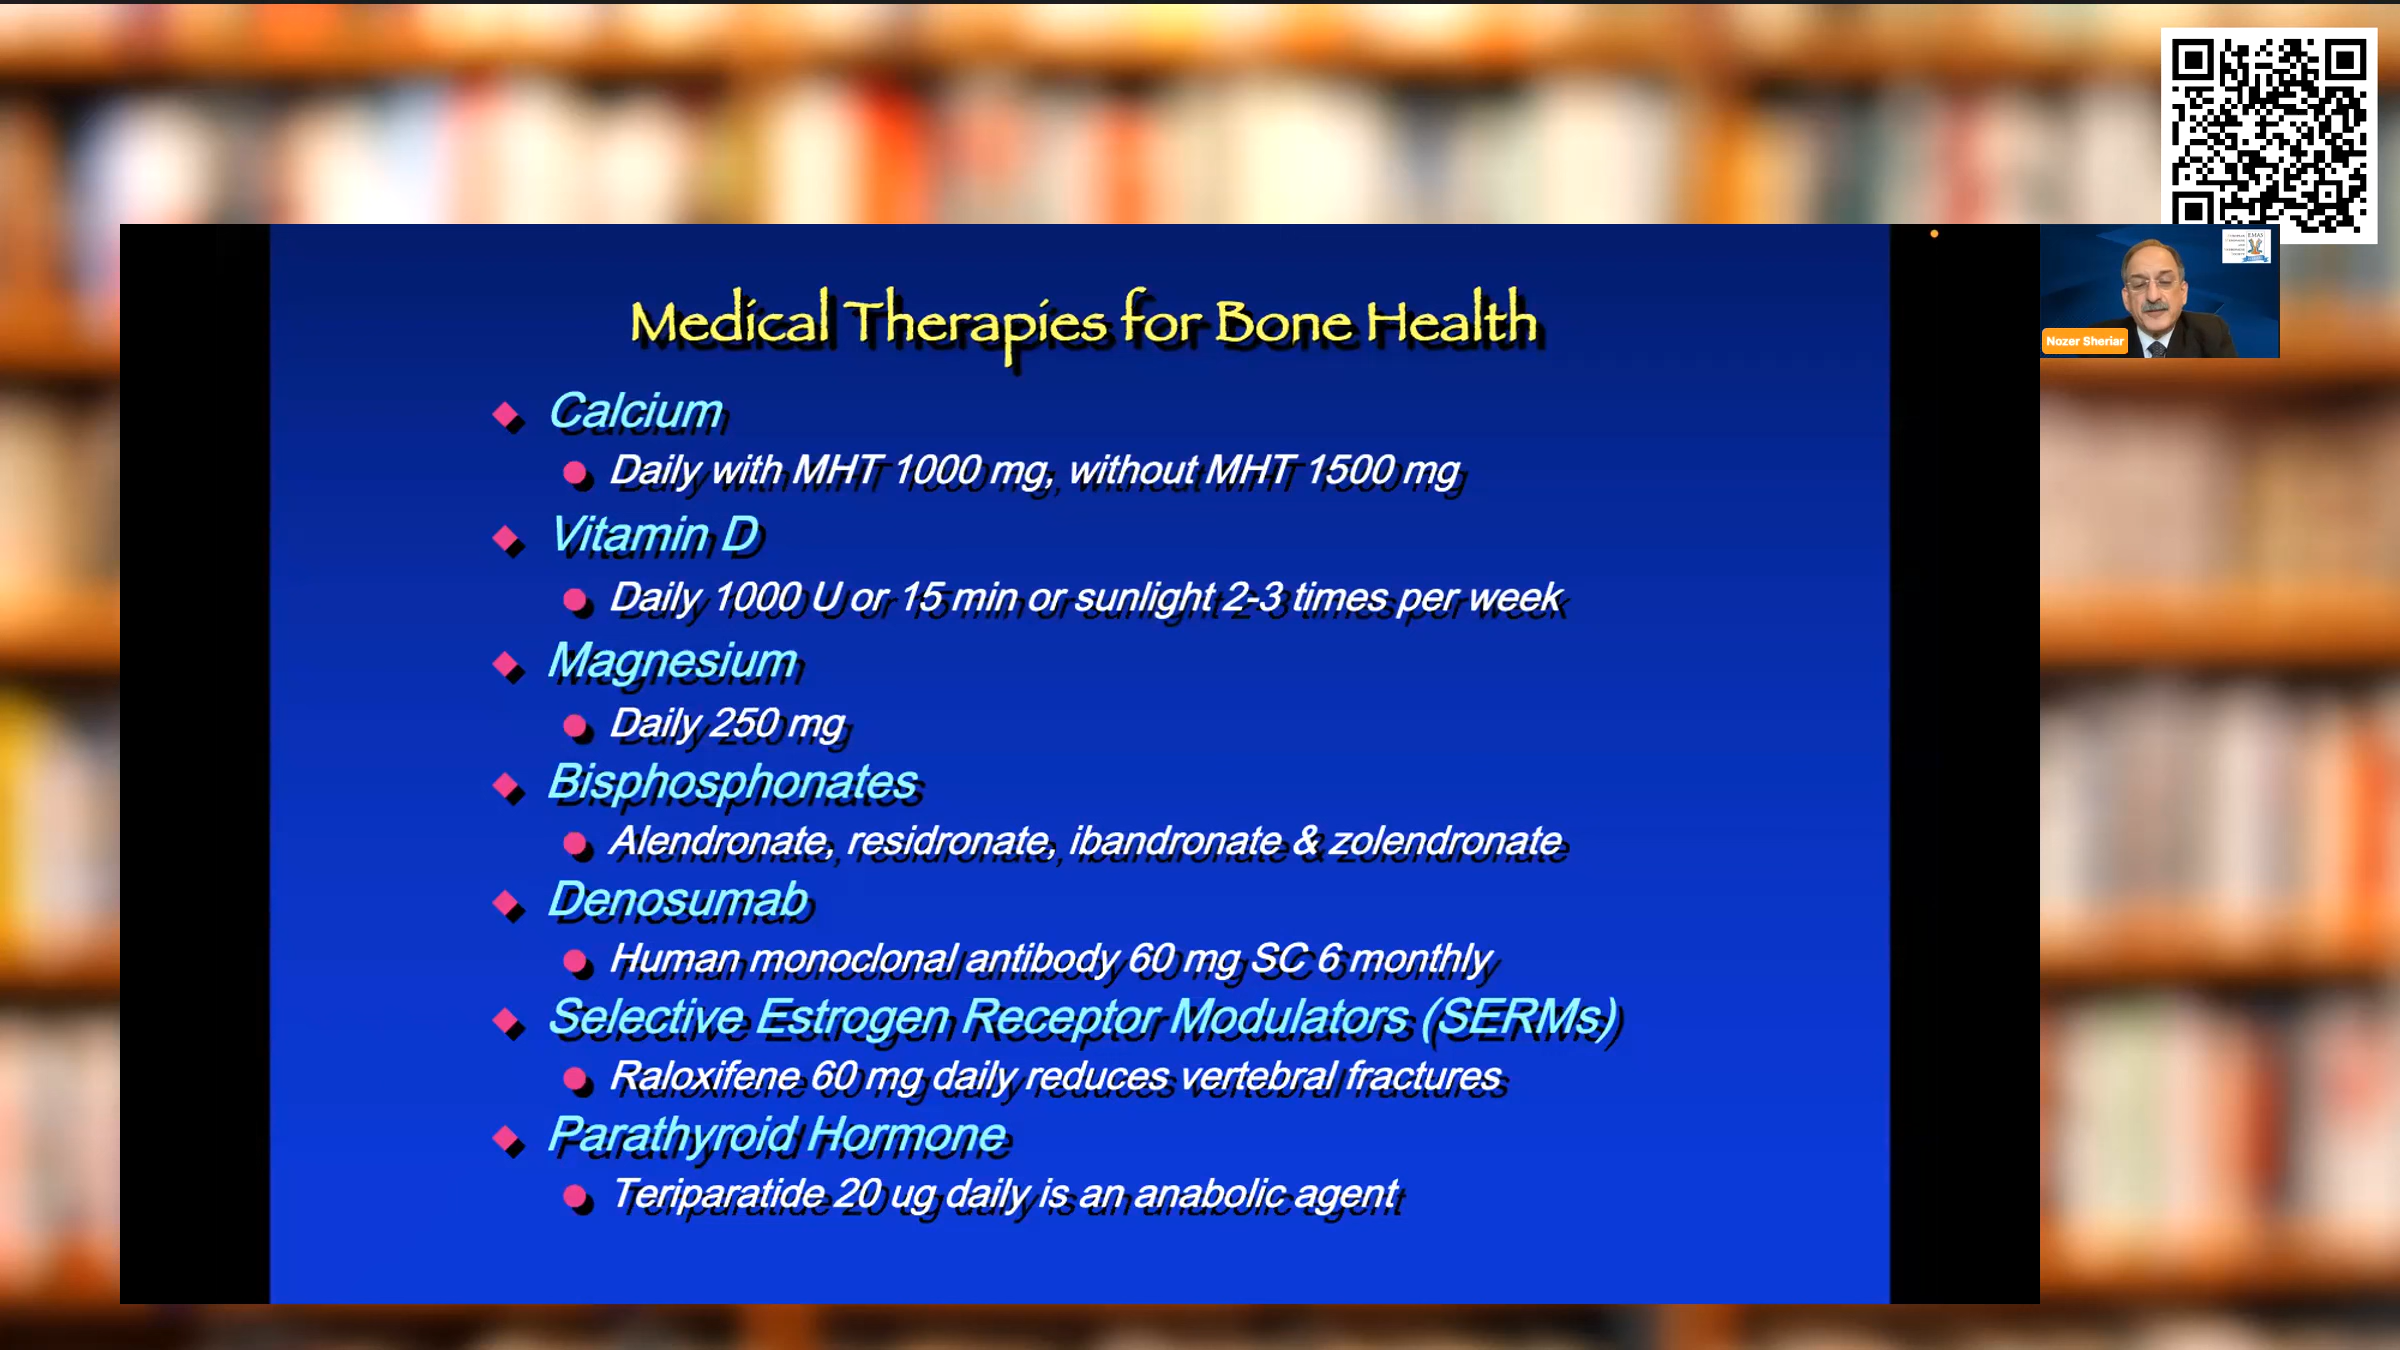 Medical Therapies for Bone Health
Calcium
Daily with MHT 1000 mg, without MHT 1500 mg
Vitamin D
Daily 1000 U or 15 min or sunlight 2-3 times per week
Magnesium
Daily 250 mg
Bisphosphonates
Alendronate, residronate, ibandronate & zolendronate
Denosumab
Human monoclonal antibody 60 mg SC 6 monthly
Selective Estrogen Receptor Modulators (SERMs)
Raloxifene 60 mg daily reduces vertebral fractures
Parathyroid Hormone
Teriparatide 20 ug daily is an anabolic agent
EMAS
Nozer Sheriar